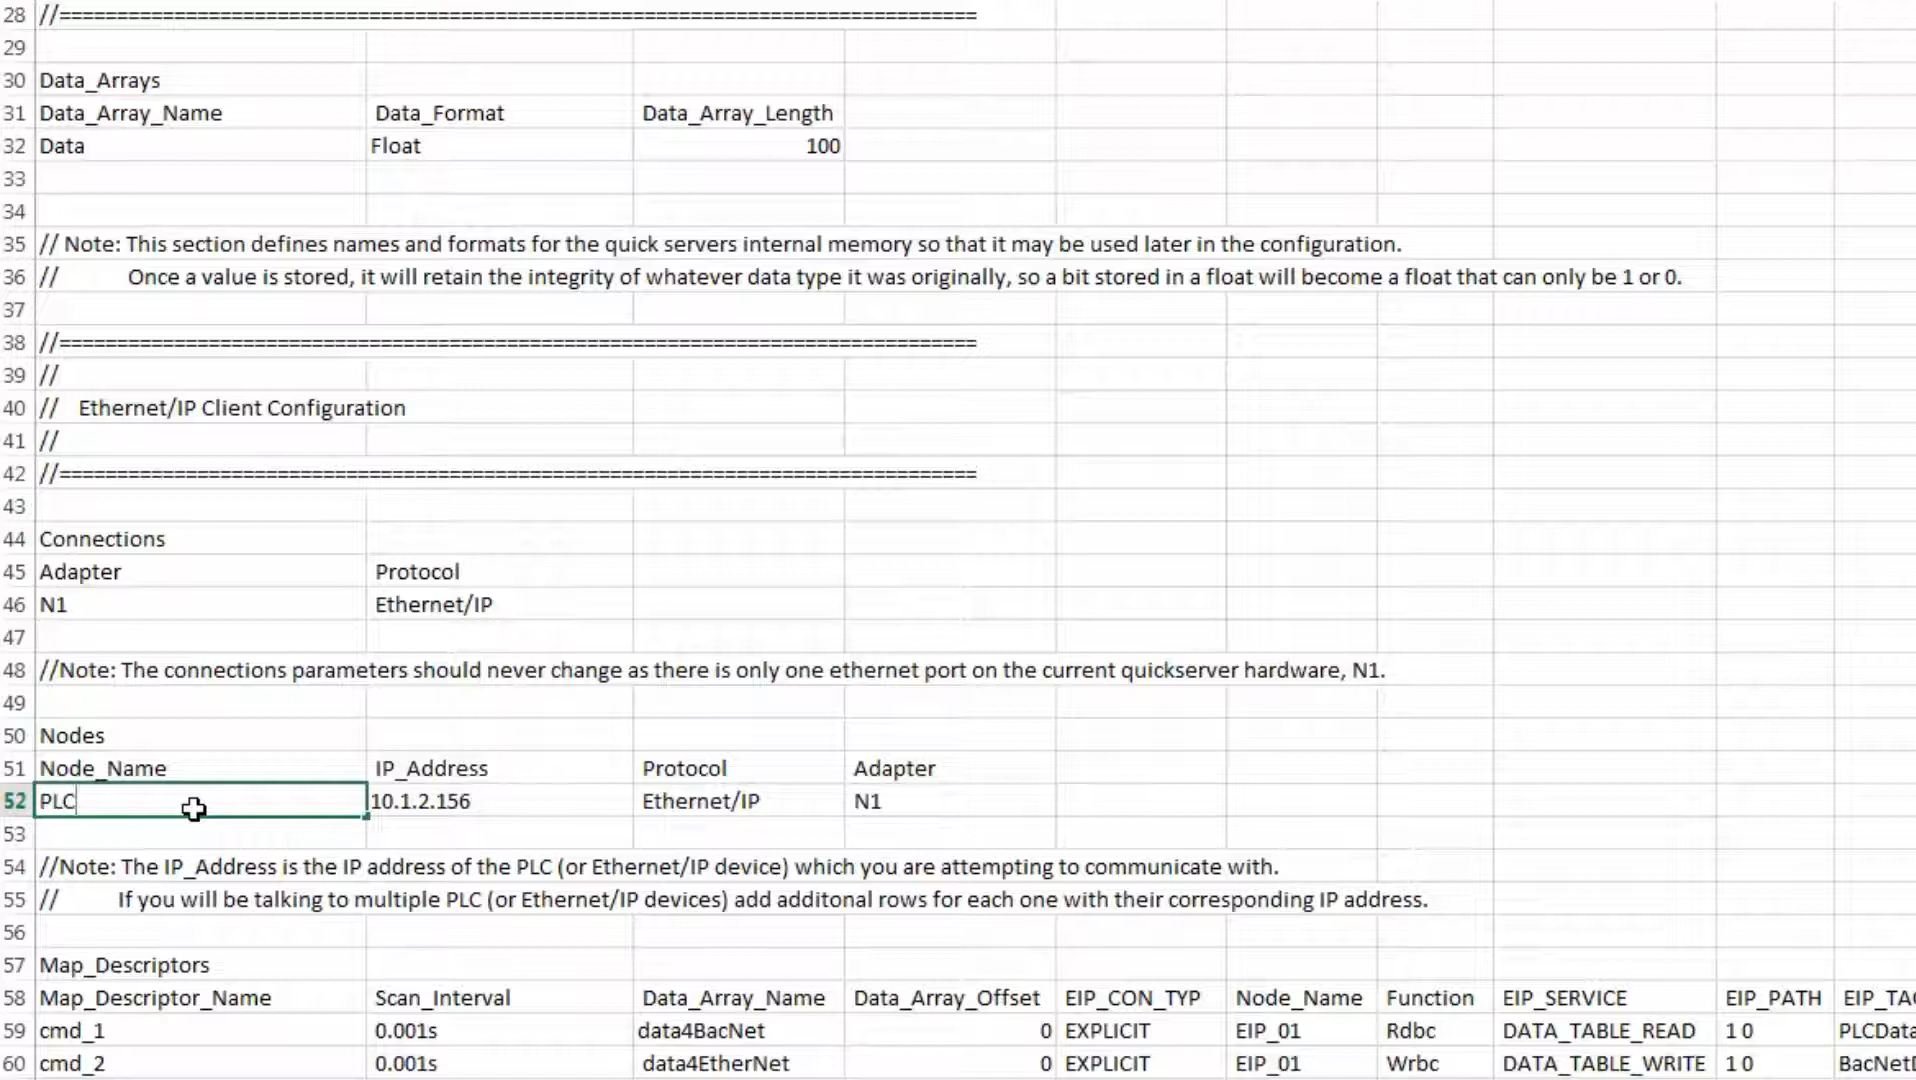 28 //================================================================================
29
30 Data_Arrays
31 Data_Array_Name Data_Format Data_Array_Length
32 Data Float 100
33
34
35 // Note: This section defines names and formats for the quick servers internal memory so that it may be used later in the configuration.
36 // Once a value is stored, it will retain the integrity of whatever data type it was originally, so a bit stored in a float will become a float that can only be 1 or 0.
37
38 //================================================================================
39 //
40 // Ethernet/IP Client Configuration
41 //
42 //================================================================================
43
44 Connections
45 Adapter Protocol
46 N1 Ethernet/IP
47
48 //Note: The connections parameters should never change as there is only one ethernet port on the current quickserver hardware, N1.
49
50 Nodes
51 Node_Name IP_Address Protocol Adapter
52 PLC 10.1.2.156 Ethernet/IP N1
53
54 //Note: The IP_Address is the IP address of the PLC (or Ethernet/IP device) which you are attempting to communicate with.
55 // If you will be talking to multiple PLC (or Ethernet/IP devices) add additonal rows for each one with their corresponding IP address.
56
57 Map_Descriptors
58 Map_Descriptor_Name Scan_Interval Data_Array_Name Data_Array_Offset EIP_CON_TYP Node_Name Function EIP_SERVICE EIP_PATH EIP_TA
59 cmd_1 0.001s data4BacNet 0 EXPLICIT EIP_01 Rdbc DATA_TABLE_READ 1 0 PLCData
60 cmd_2 0.001s data4EtherNet 0 EXPLICIT EIP_01 Wrbc DATA_TABLE_WRITE 1 0 BacNet